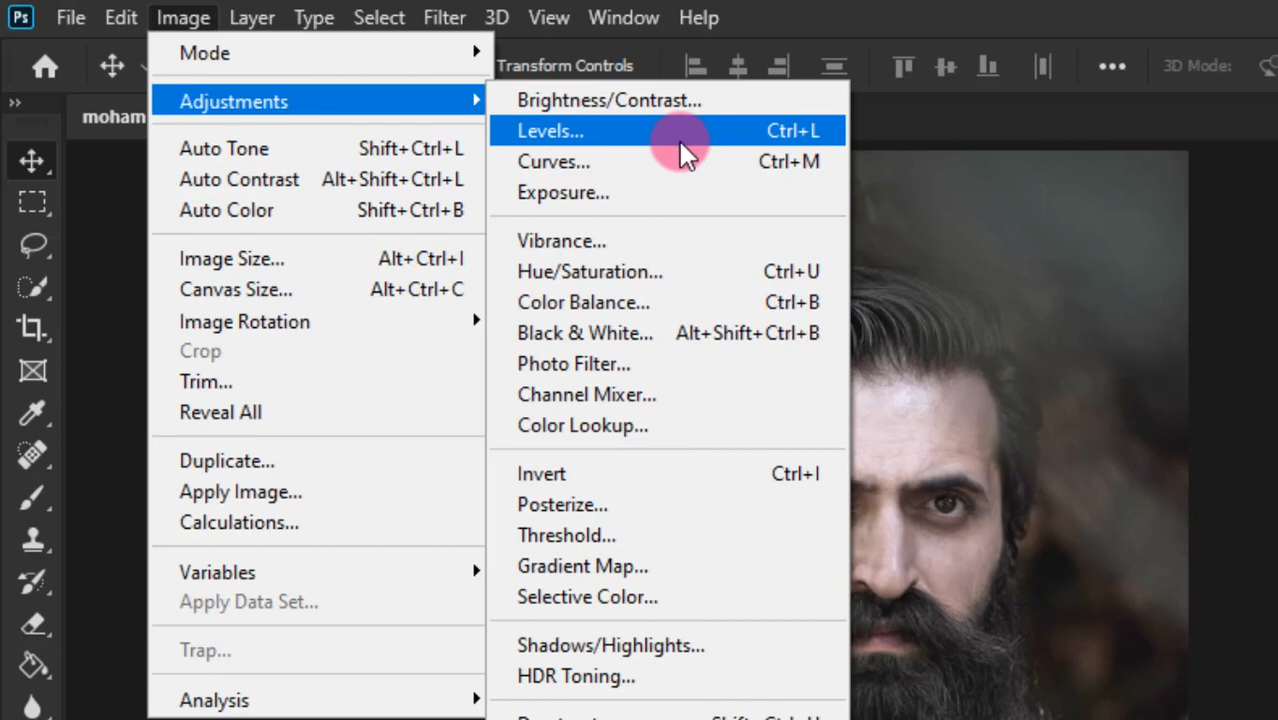 Ps File Edit Image Layer Type Select Filter 3D View Window Help
Transform Controls 3D Mode:
moham
Mode
Adjustments
Auto Tone Shift+Ctrl+L
Auto Contrast Alt+Shift+Ctrl+L
Auto Color Shift+Ctrl+B
Image Size... Alt+Ctrl+I
Canvas Size... Alt+Ctrl+C
Image Rotation
Crop
Trim...
Reveal All
Duplicate...
Apply Image...
Calculations...
Variables
Apply Data Set...
Trap...
Analysis
Brightness/Contrast...
Levels... Ctrl+L
Curves... Ctrl+M
Exposure...
Vibrance...
Hue/Saturation... Ctrl+U
Color Balance... Ctrl+B
Black & White... Alt+Shift+Ctrl+B
Photo Filter...
Channel Mixer...
Color Lookup...
Invert Ctrl+I
Posterize...
Threshold...
Gradient Map...
Selective Color...
Shadows/Highlights...
HDR Toning...